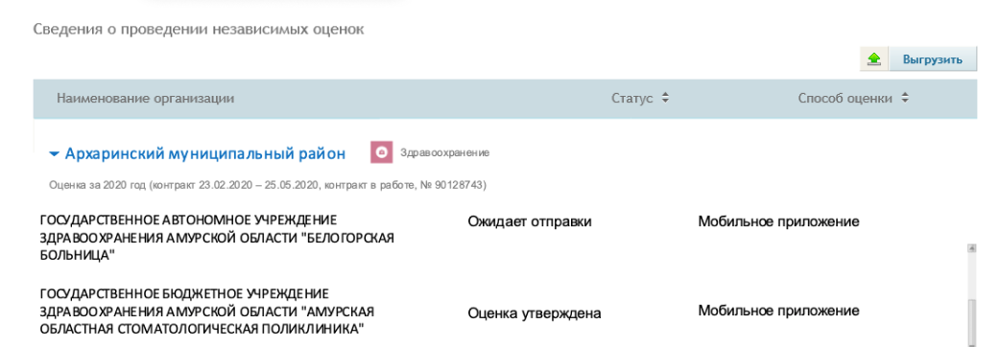 Сведения о проведении независимых оценок
Выгрузить
Наименование организации Статус Способ оценки
Архаринский муниципальный район Здравоохранение
Оценка за 2020 год (контракт 23.02.2020 – 25.05.2020, контракт в работе, № 90128743)
ГОСУДАРСТВЕННОЕ АВТОНОМНОЕ УЧРЕЖДЕНИЕ Ожидает отправки Мобильное приложение
ЗДРАВООХРАНЕНИЯ АМУРСКОЙ ОБЛАСТИ "БЕЛОГОРСКАЯ
БОЛЬНИЦА"
ГОСУДАРСТВЕННОЕ БЮДЖЕТНОЕ УЧРЕЖДЕНИЕ
ЗДРАВООХРАНЕНИЯ АМУРСКОЙ ОБЛАСТИ "АМУРСКАЯ Оценка утверждена Мобильное приложение
ОБЛАСТНАЯ СТОМАТОЛОГИЧЕСКАЯ ПОЛИКЛИНИКА"